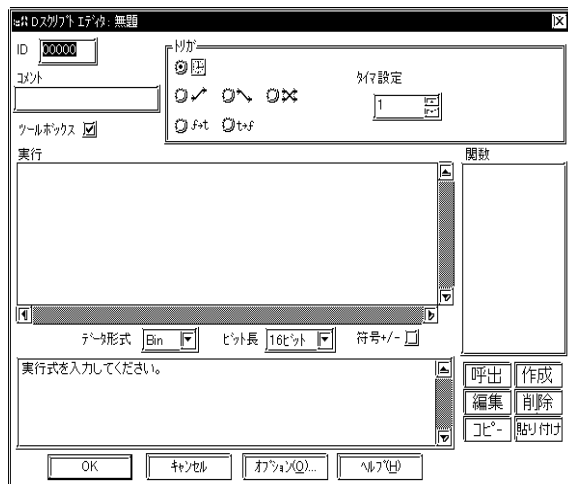 Dスクリプト エディタ: 無題
ID 00000
トリガ
コメント
タイマ設定
1
f→t t→f
ツールボックス
実行
関数
データ形式 Bin ビット長 16ビット 符号+/-
実行式を入力してください。
呼出 作成
編集 削除
コピー 貼り付け
OK キャンセル オプション(O)... ヘルプ(H)